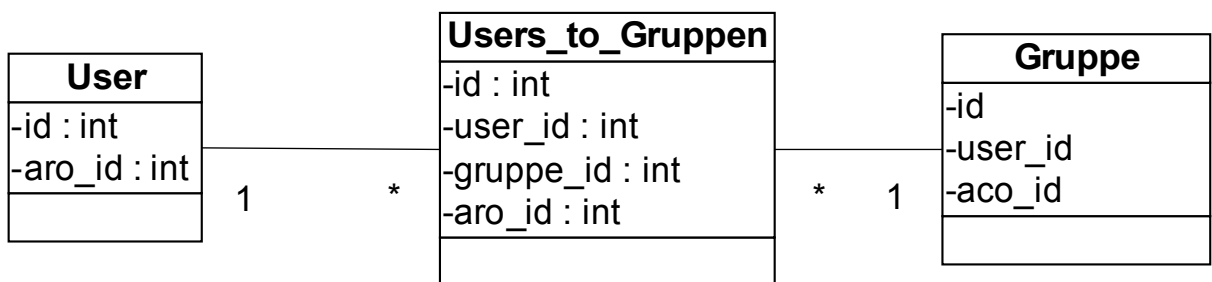 User
-id : int
-aro_id : int
1
*
Users_to_Gruppen
-id : int
-user_id : int
-gruppe_id : int
-aro_id : int
*
1
Gruppe
-id
-user_id
-aco_id